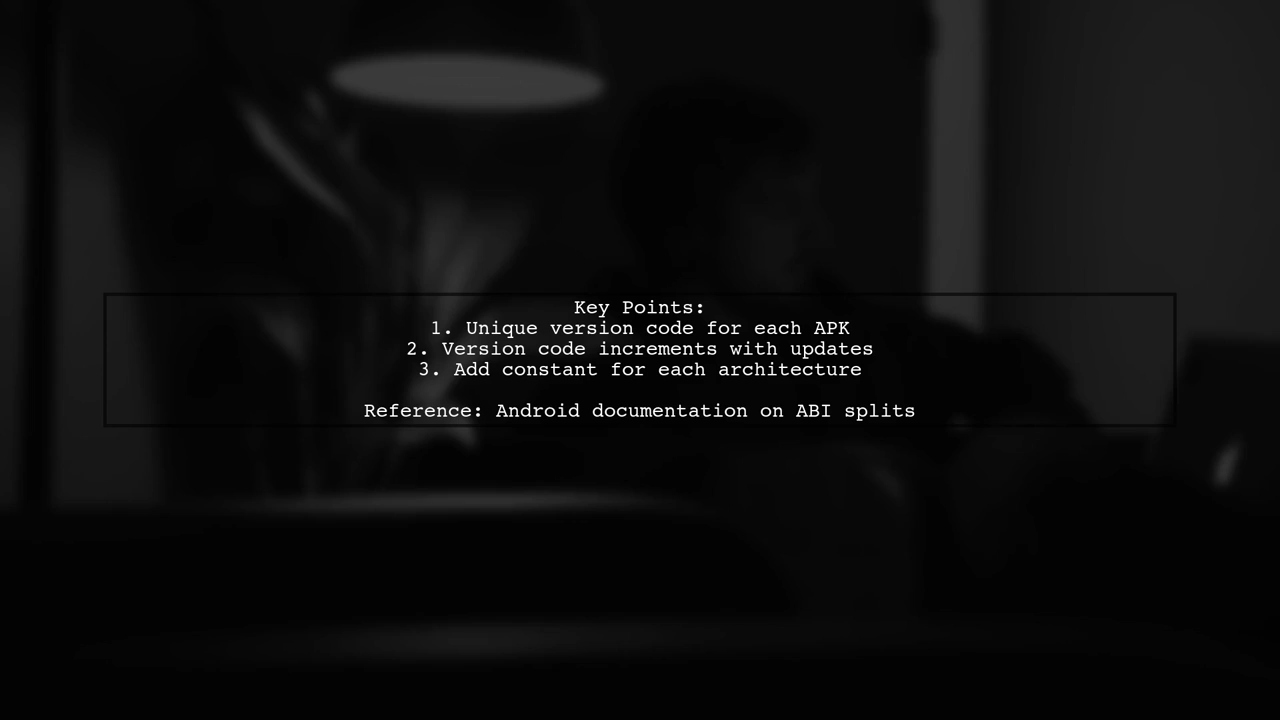 Key Points:
1. Unique version code for each APK
2. Version code increments with updates
3. Add constant for each architecture
Reference: Android documentation on ABI splits